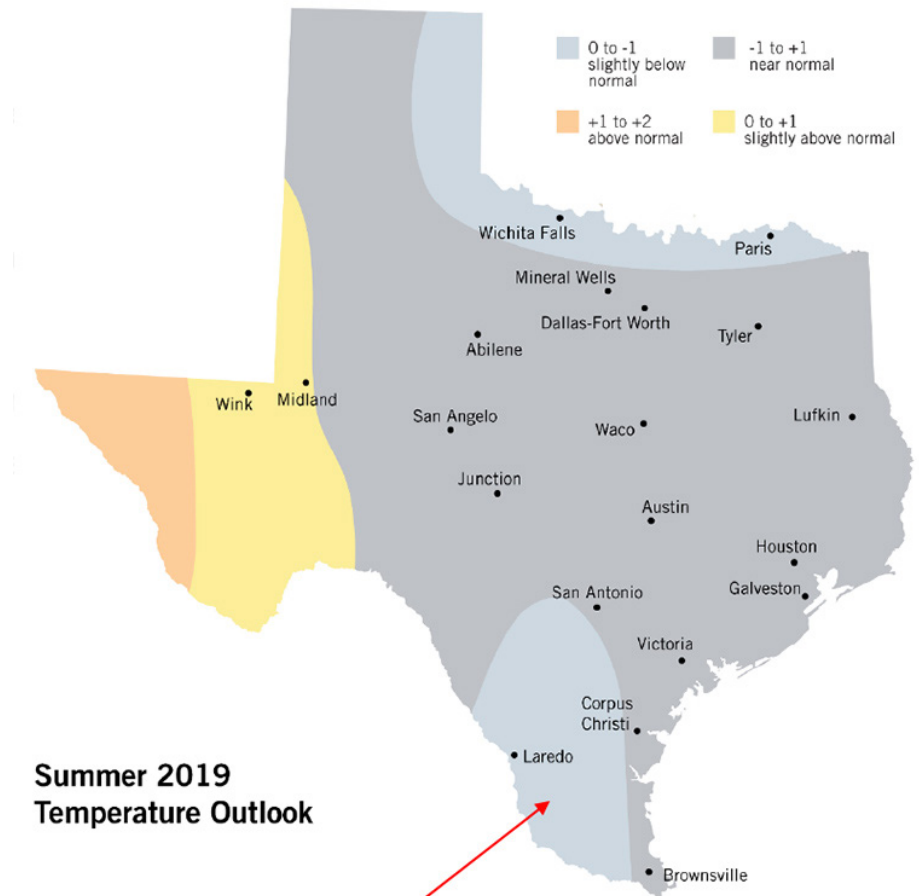 0 to -1
slightly below
normal
-1 to +1
near normal
+1 to +2
above normal
0 to +1
slightly above normal
Wichita Falls
Paris
Mineral Wells
Dallas-Fort Worth
Tyler
Abilene
Wink
Midland
San Angelo
Waco
Lufkin
Junction
Austin
Houston
San Antonio
Galveston
Victoria
Corpus
Christi
Laredo
Summer 2019
Temperature Outlook
Brownsville